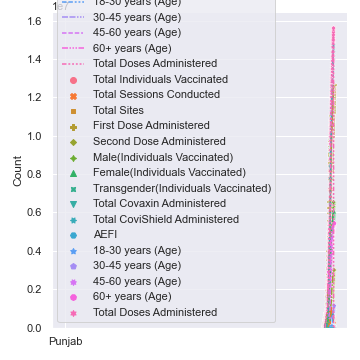 18-30 years (Age)
30-45 years (Age)
45-60 years (Age)
60+ years (Age)
Total Doses Administered
Total Individuals Vaccinated
Total Sessions Conducted
Total Sites
First Dose Administered
Second Dose Administered
Male(Individuals Vaccinated)
Female(Individuals Vaccinated)
Transgender(Individuals Vaccinated)
Total Covaxin Administered
Total CoviShield Administered
AEFI
18-30 years (Age)
30-45 years (Age)
45-60 years (Age)
60+ years (Age)
Total Doses Administered
1.6
1.4
1.2
1.0
0.8
0.6
0.4
0.2
0.0
Count
Punjab